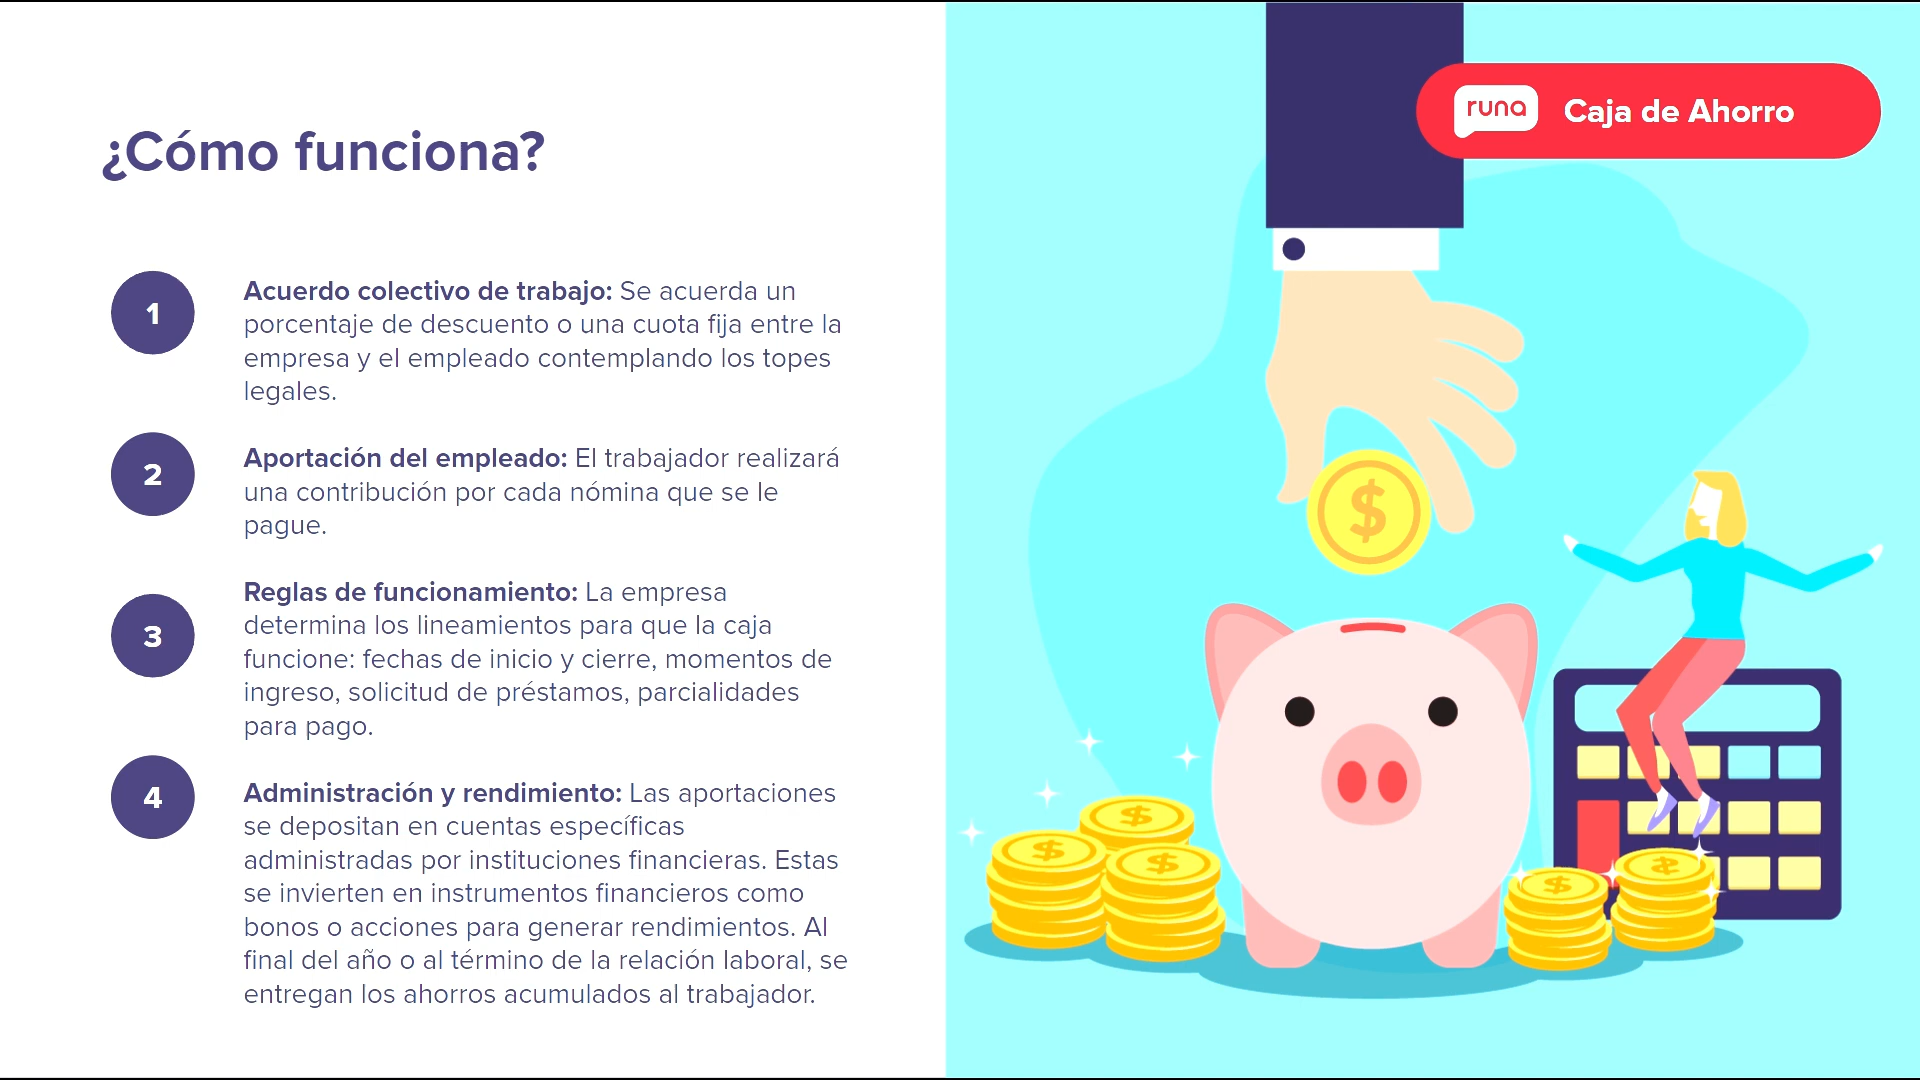 runa Caja de Ahorro
¿Cómo funciona?
1
Acuerdo colectivo de trabajo: Se acuerda un
porcentaje de descuento o una cuota fija entre la
empresa y el empleado contemplando los topes
legales.
2
Aportación del empleado: El trabajador realizará
una contribución por cada nómina que se le
pague.
3
Reglas de funcionamiento: La empresa
determina los lineamientos para que la caja
funcione: fechas de inicio y cierre, momentos de
ingreso, solicitud de préstamos, parcialidades
para pago.
4
Administración y rendimiento: Las aportaciones
se depositan en cuentas específicas
administradas por instituciones financieras. Estas
se invierten en instrumentos financieros como
bonos o acciones para generar rendimientos. Al
final del año o al término de la relación laboral, se
entregan los ahorros acumulados al trabajador.
$
$
$
$
$
$